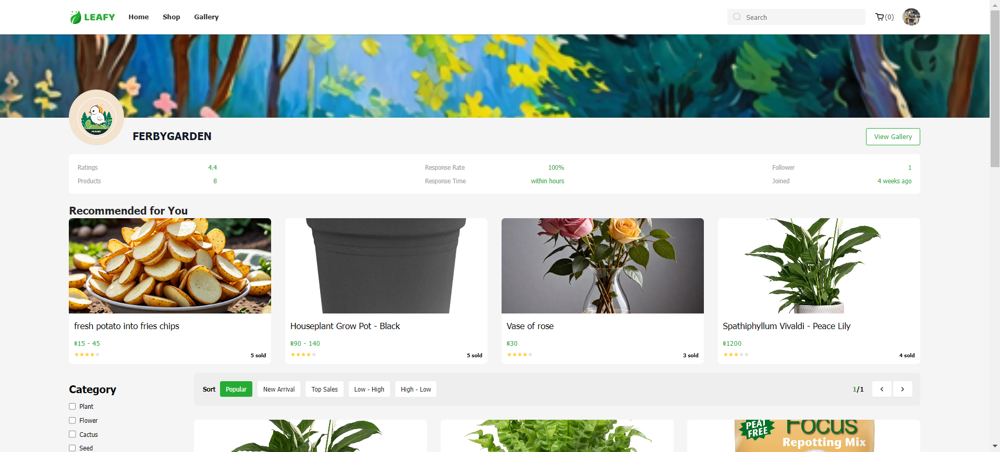 LEAFY
Home
Shop
Gallery
Search
(0)
FERBY
FERBYGARDEN
View Gallery
Ratings 4.4
Response Rate 100%
Follower 1
Products 8
Response Time within hours
Joined 4 weeks ago
Recommended for You
fresh potato into fries chips
฿15 - 45
5 sold
Houseplant Grow Pot - Black
฿90 - 140
5 sold
Vase of rose
฿30
3 sold
Spathiphyllum Vivaldi - Peace Lily
฿1200
4 sold
Category
Plant
Flower
Cactus
Seed
Sort
Popular
New Arrival
Top Sales
Low - High
High - Low
1/1
PEAT
FREE
Focus
Repotting Mix